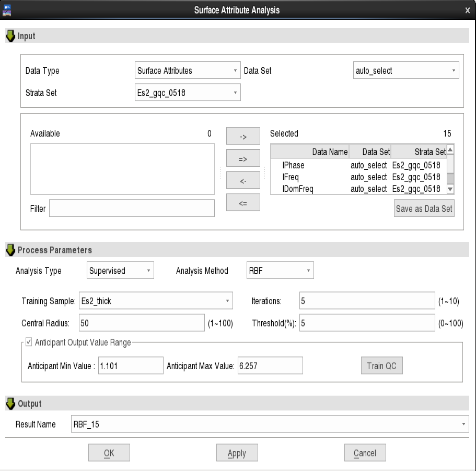 Surface Attribute Analysis
Input
Data Type Surface Attributes Data Set auto_select
Strata Set Es2_gqc_0518
Available 0 -> Selected 15
Data Name Data Set Strata Set
=> IPhase auto_select Es2_gqc_0518
IFreq auto_select Es2_gqc_0518
<- IDomFreq auto_select Es2_gqc_0518
Filter <= Save as Data Set
Process Parameters
Analysis Type Supervised Analysis Method RBF
Training Sample: Es2_thick Iterations: 5 (1~10)
Central Radius: 50 (1~100) Threshold(%): 5 (0~100)
Anticipant Output Value Range
Anticipant Min Value : 1.101 Anticipant Max Value: 6.257 Train QC
Output
Result Name RBF_15
OK Apply Cancel